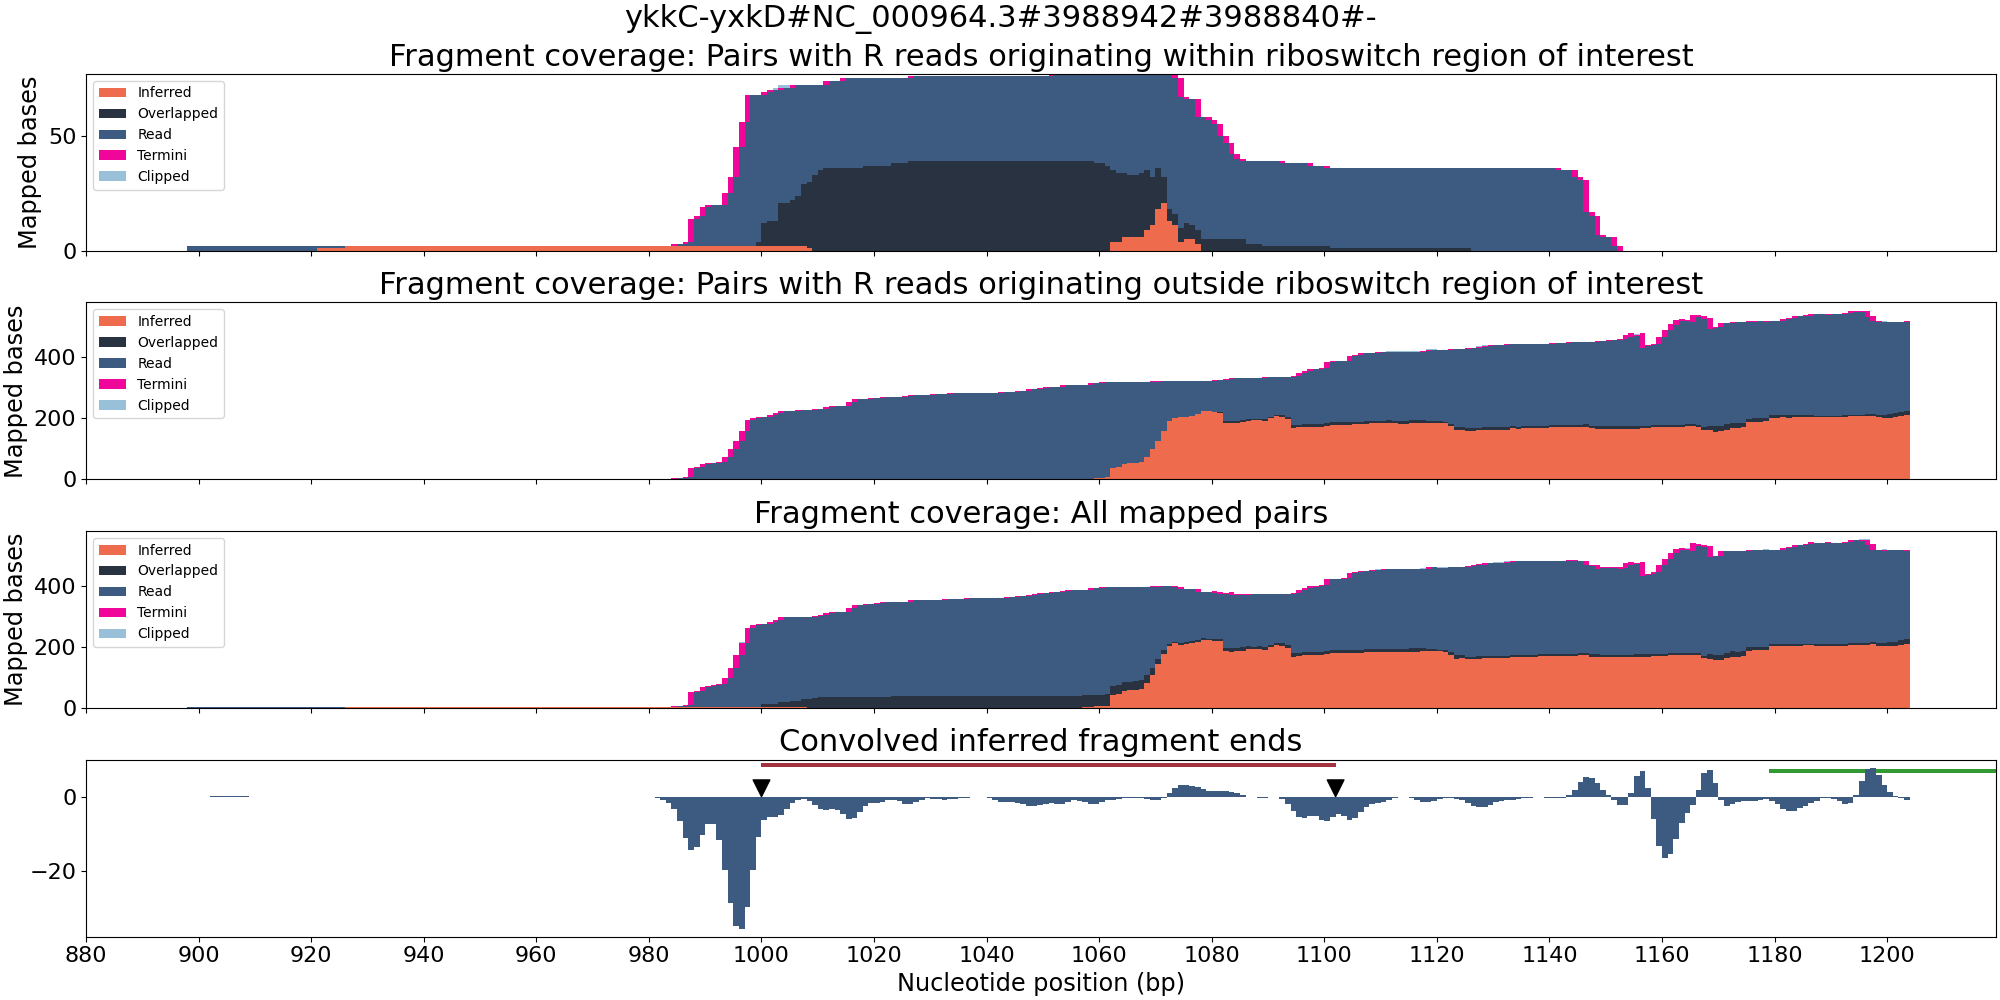 ykkC-yxkD#NC_000964.3#3988942#3988840#-
Fragment coverage: Pairs with R reads originating within riboswitch region of interest
Mapped bases
50
0
Inferred
Overlapped
Read
Termini
Clipped
Fragment coverage: Pairs with R reads originating outside riboswitch region of interest
Mapped bases
400
200
0
Inferred
Overlapped
Read
Termini
Clipped
Fragment coverage: All mapped pairs
Mapped bases
400
200
0
Inferred
Overlapped
Read
Termini
Clipped
Convolved inferred fragment ends
0
−20
880 900 920 940 960 980 1000 1020 1040 1060 1080 1100 1120 1140 1160 1180 1200
Nucleotide position (bp)